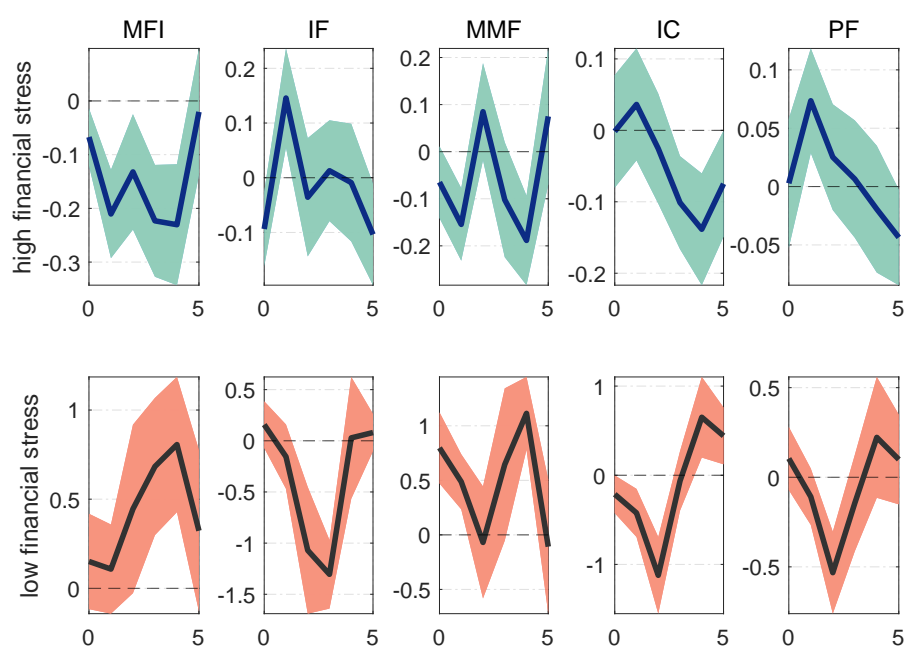 MFI IF MMF IC PF
high financial stress
0 -0.1 -0.2 -0.3
0.2 0.1 0 -0.1
0.2 0.1 0 -0.1 -0.2
0.1 0 -0.1 -0.2
0.1 0.05 0 -0.05
0 5 0 5 0 5 0 5 0 5
low financial stress
1 0.5 0
0.5 0 -0.5 -1 -1.5
1 0.5 0 -0.5
1 0 -1
0.5 0 -0.5
0 5 0 5 0 5 0 5 0 5